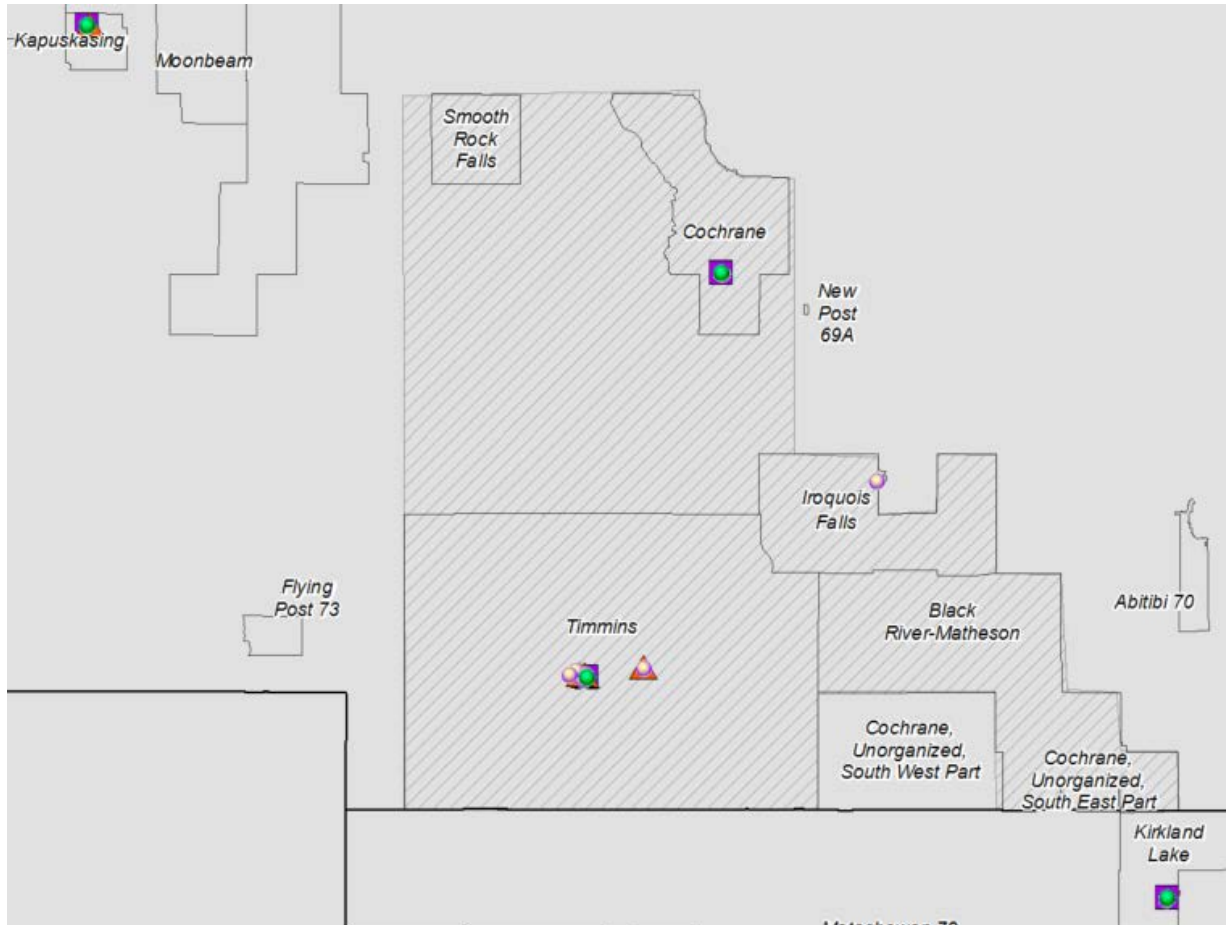 Kapuskasing
Moonbeam
Smooth
Rock
Falls
Cochrane
New
Post
69A
Iroquois
Falls
Flying
Post 73
Abitibi 70
Timmins
Black
River-Matheson
Cochrane,
Unorganized,
South West Part
Cochrane,
Unorganized,
South East Part
Kirkland
Lake